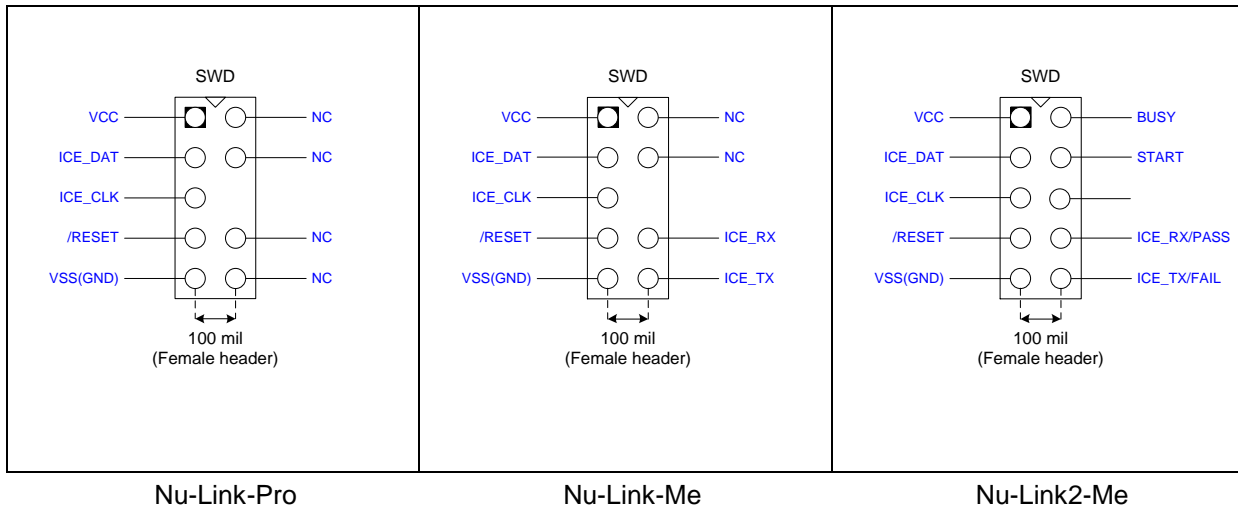 SWD
VCC NC
ICE_DAT NC
ICE_CLK
/RESET NC
VSS(GND) NC
100 mil
(Female header)
Nu-Link-Pro
SWD
VCC NC
ICE_DAT NC
ICE_CLK
/RESET ICE_RX
VSS(GND) ICE_TX
100 mil
(Female header)
Nu-Link-Me
SWD
VCC BUSY
ICE_DAT START
ICE_CLK
/RESET ICE_RX/PASS
VSS(GND) ICE_TX/FAIL
100 mil
(Female header)
Nu-Link2-Me